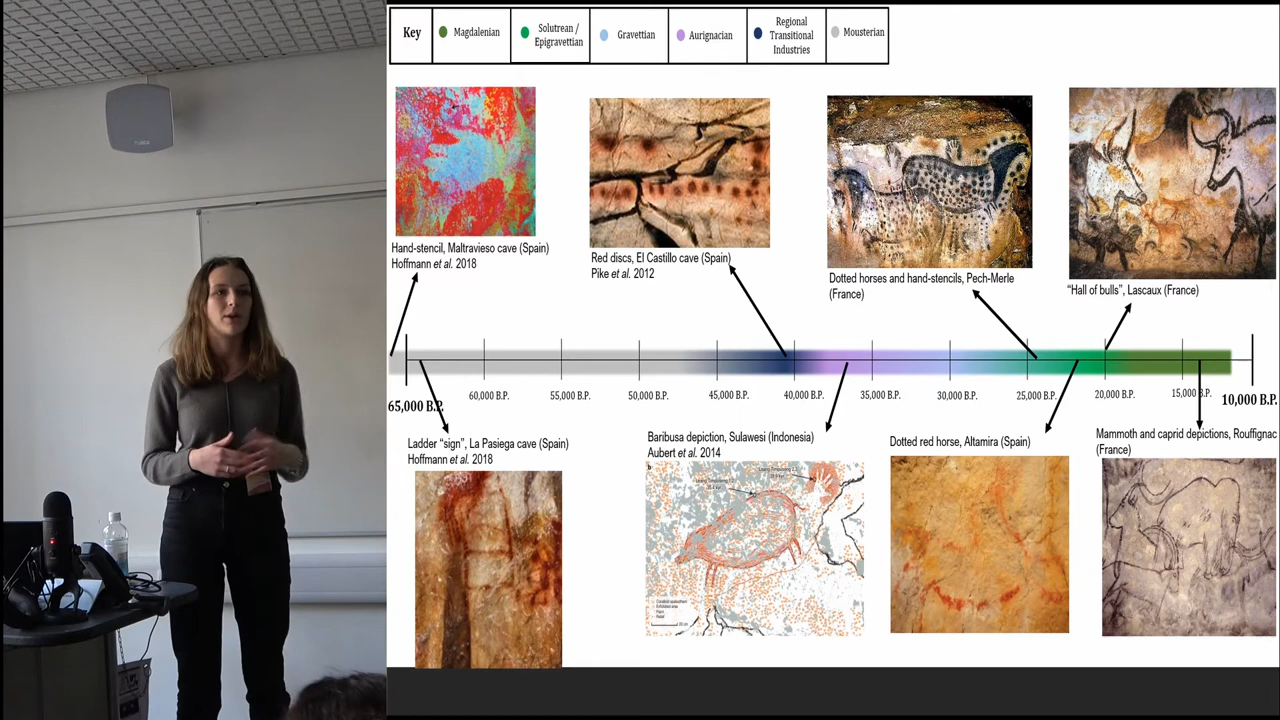 Key
Magdalenian
Solutrean /
Epigravettian
Gravettian
Aurignacian
Regional
Transitional
Industries
Mousterian
Hand-stencil, Maltravieso cave (Spain)
Hoffmann et al. 2018
Red discs, El Castillo cave (Spain)
Pike et al. 2012
Dotted horses and hand-stencils, Pech-Merle
(France)
“Hall of bulls”, Lascaux (France)
65,000 B.P.
60,000 B.P.
55,000 B.P.
50,000 B.P.
45,000 B.P.
40,000 B.P.
35,000 B.P.
30,000 B.P.
25,000 B.P.
20,000 B.P.
15,000 B.P.
10,000 B.P.
Ladder “sign”, La Pasiega cave (Spain)
Hoffmann et al. 2018
Baribusa depiction, Sulawesi (Indonesia)
Aubert et al. 2014
Dotted red horse, Altamira (Spain)
Mammoth and caprid depictions, Rouffignac
(France)